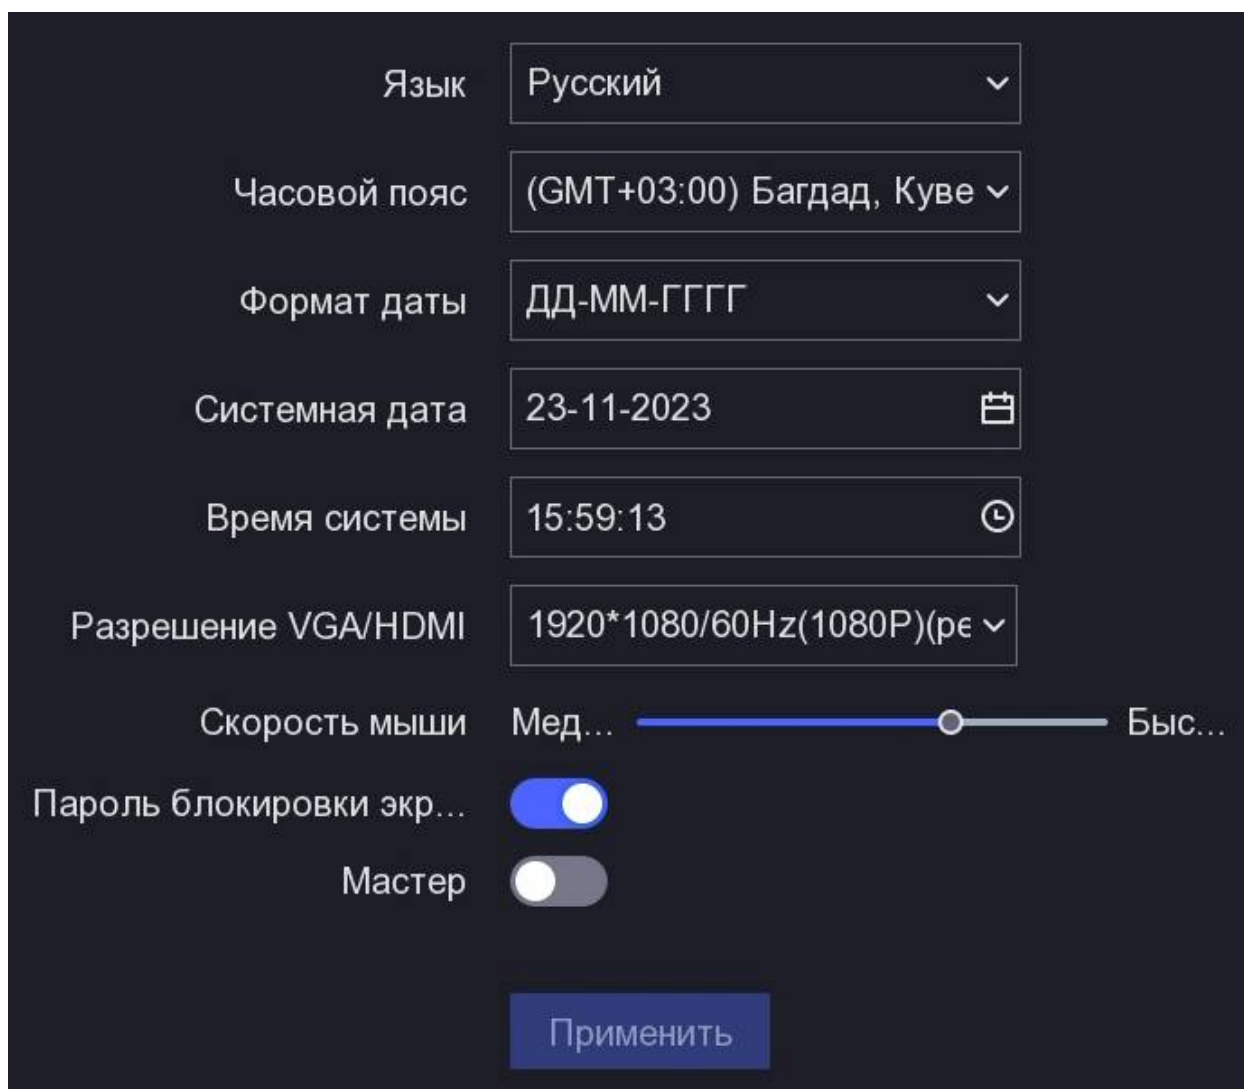 Язык Русский
Часовой пояс (GMT+03:00) Багдад, Куве
Формат даты ДД-ММ-ГГГГ
Системная дата 23-11-2023
Время системы 15:59:13
Разрешение VGA/HDMI 1920*1080/60Hz(1080P)(ре
Скорость мыши Мед... Быс...
Пароль блокировки экр...
Мастер
Применить